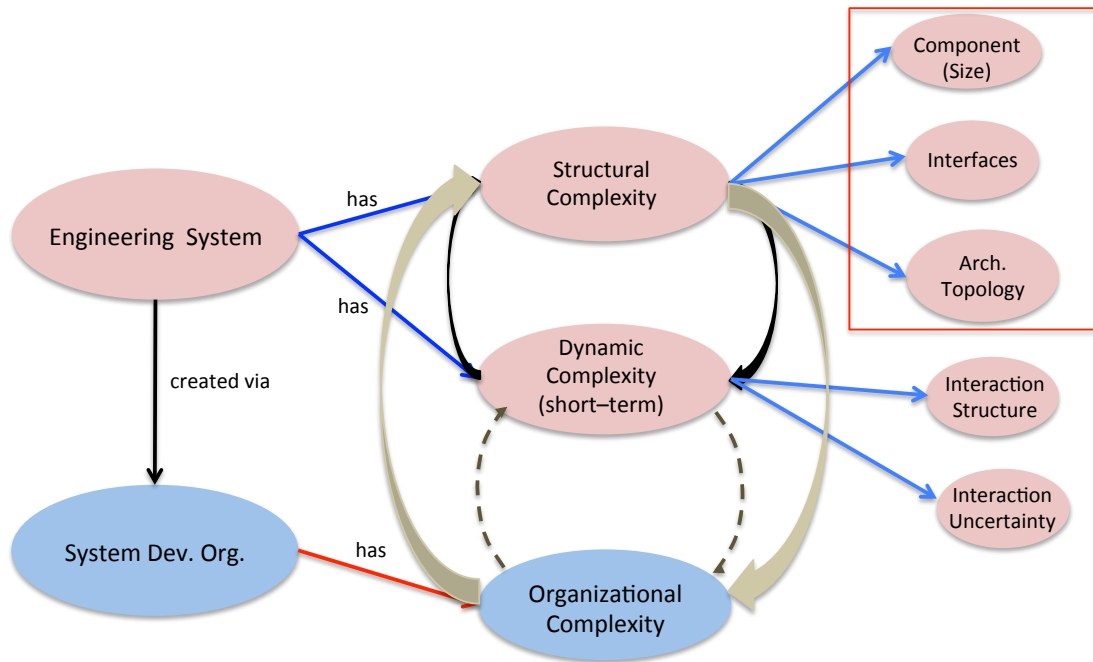 Component
(Size)
Structural
Complexity
Interfaces
has
Engineering System
Arch.
Topology
has
Dynamic
Complexity
(short–term)
created via
Interaction
Structure
Interaction
Uncertainty
System Dev. Org.
has
Organizational
Complexity